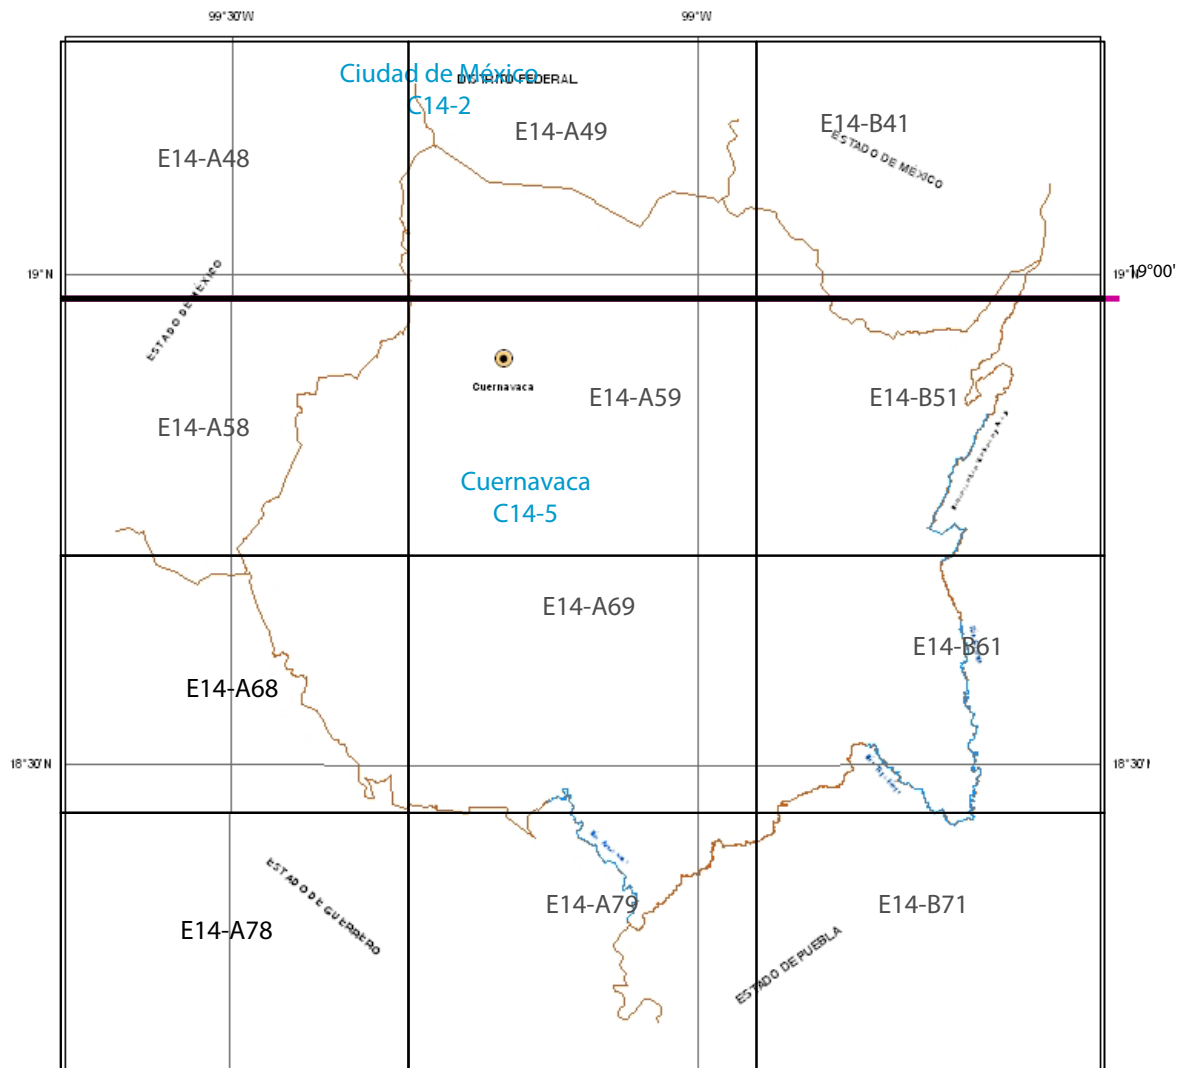 99°30'W
99°W
Ciudad de México
C14-2
DISTRITO FEDERAL
E14-A49
E14-B41
ESTADO DE MÉXICO
E14-A48
19°N
19°N
19°00'
ESTADO DE MÉXICO
Cuernavaca
E14-A59
E14-B51
E14-A58
Cuernavaca
C14-5
E14-A69
E14-B61
E14-A68
18°30'N
18°30'N
ESTADO DE GUERRERO
E14-A79
E14-B71
E14-A78
ESTADO DE PUEBLA